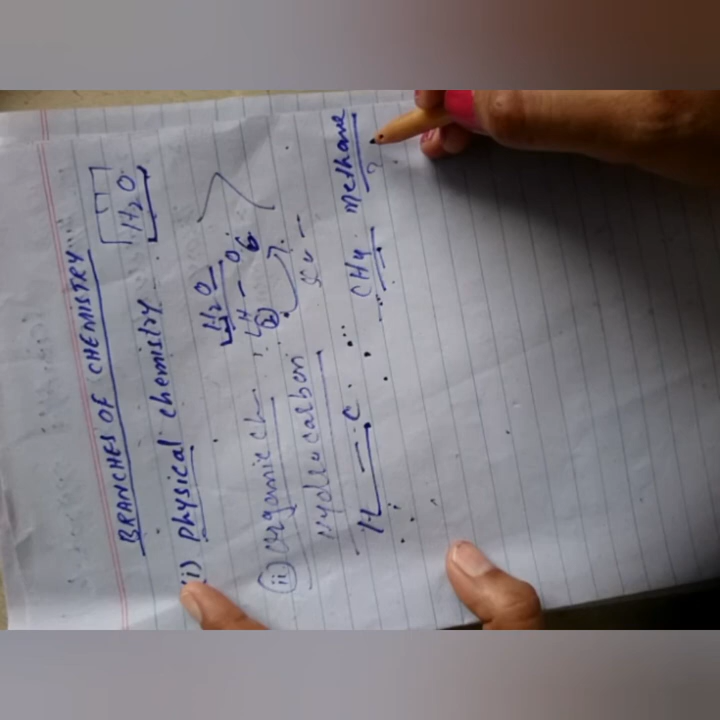 BRANCHES OF CHEMISTRY
H2O
(i) Physical chemistry
H2O
H - O
(ii) Organic Ch.
Hydrocarbon
H - C
CH4 Methane
?